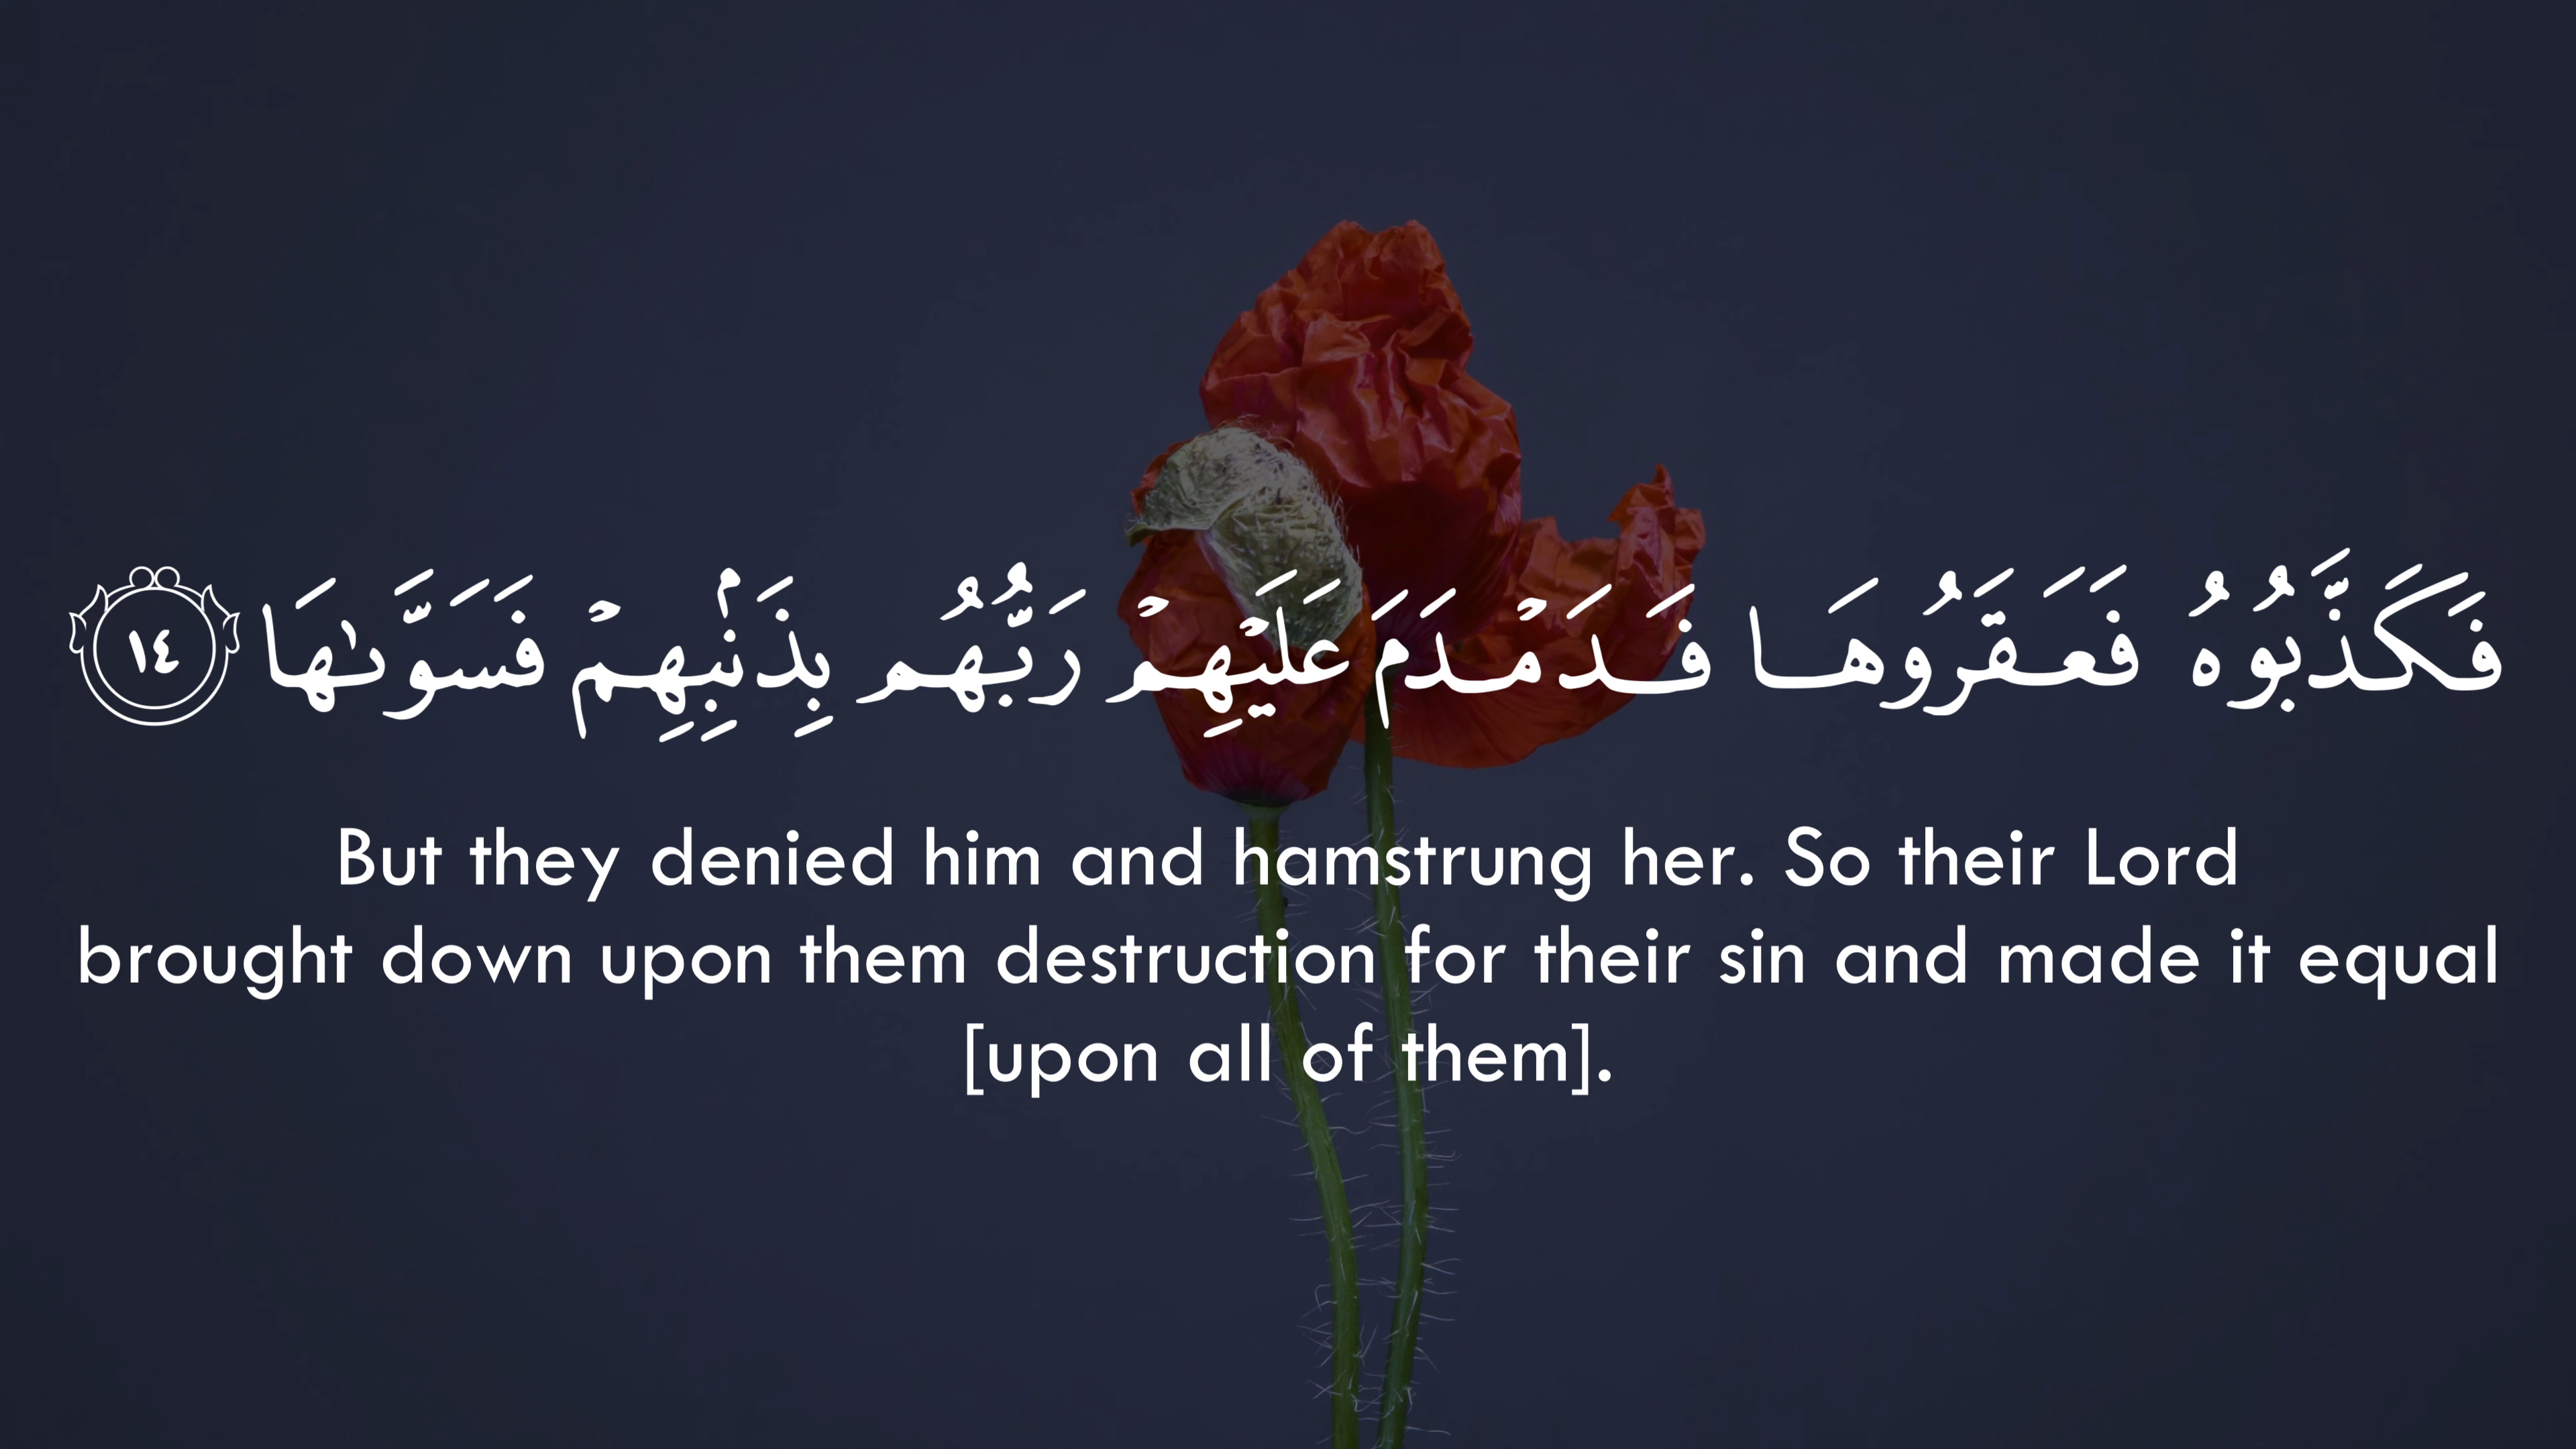 فَكَذَّبُوهُ فَعَقَرُوهَا فَدَمْدَمَ عَلَيْهِمْ رَبُّهُم بِذَنۢبِهِمْ فَسَوَّىٰهَا ١٤
But they denied him and hamstrung her. So their Lord
brought down upon them destruction for their sin and made it equal
[upon all of them].